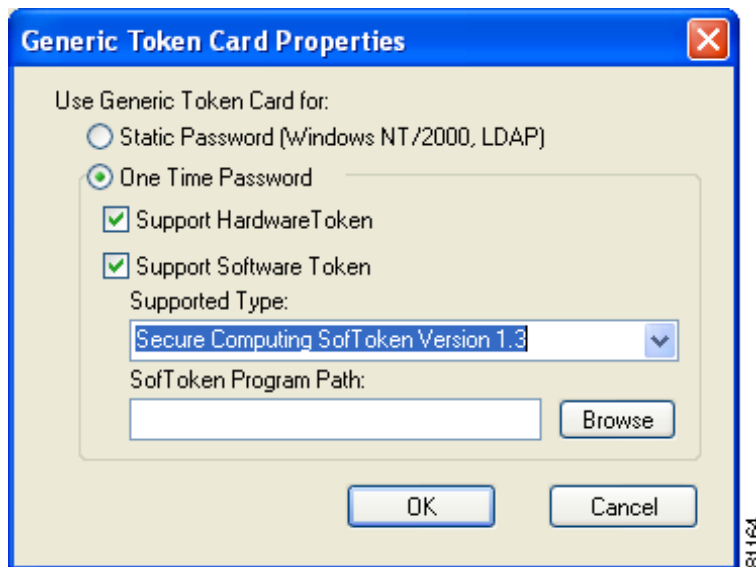 Generic Token Card Properties
Use Generic Token Card for:
Static Password (Windows NT/2000, LDAP)
One Time Password
Support HardwareToken
Support Software Token
Supported Type:
Secure Computing SofToken Version 1.3
SofToken Program Path:
Browse
OK
Cancel
81164